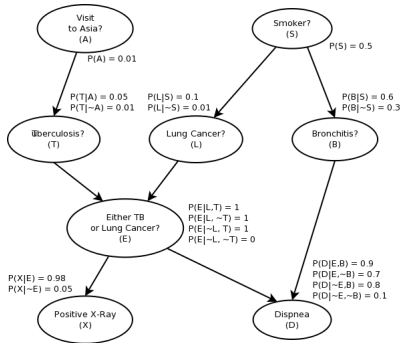 Visit
to Asia?
(A)
Smoker?
(S)
P(S) = 0.5
P(A) = 0.01
P(T|A) = 0.05
P(T|~A) = 0.01
P(L|S) = 0.1
P(L|~S) = 0.01
P(B|S) = 0.6
P(B|~S) = 0.3
Tuberculosis?
(T)
Lung Cancer?
(L)
Bronchitis?
(B)
Either TB
or Lung Cancer?
(E)
P(E|L,T) = 1
P(E|L, ~T) = 1
P(E|~L, T) = 1
P(E|~L, ~T) = 0
P(X|E) = 0.98
P(X|~E) = 0.05
P(D|E,B) = 0.9
P(D|E,~B) = 0.7
P(D|~E,B) = 0.8
P(D|~E,~B) = 0.1
Positive X-Ray
(X)
Dispnea
(D)